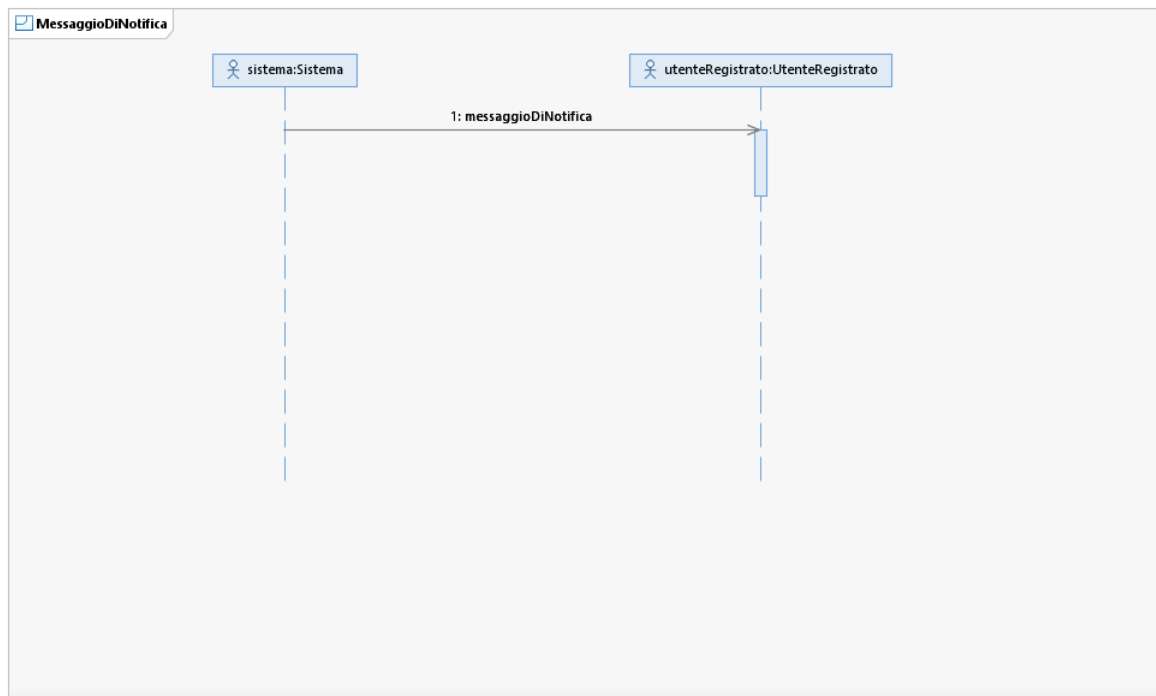 MessaggioDiNotifica
sistema:Sistema
utenteRegistrato:UtenteRegistrato
1: messaggioDiNotifica